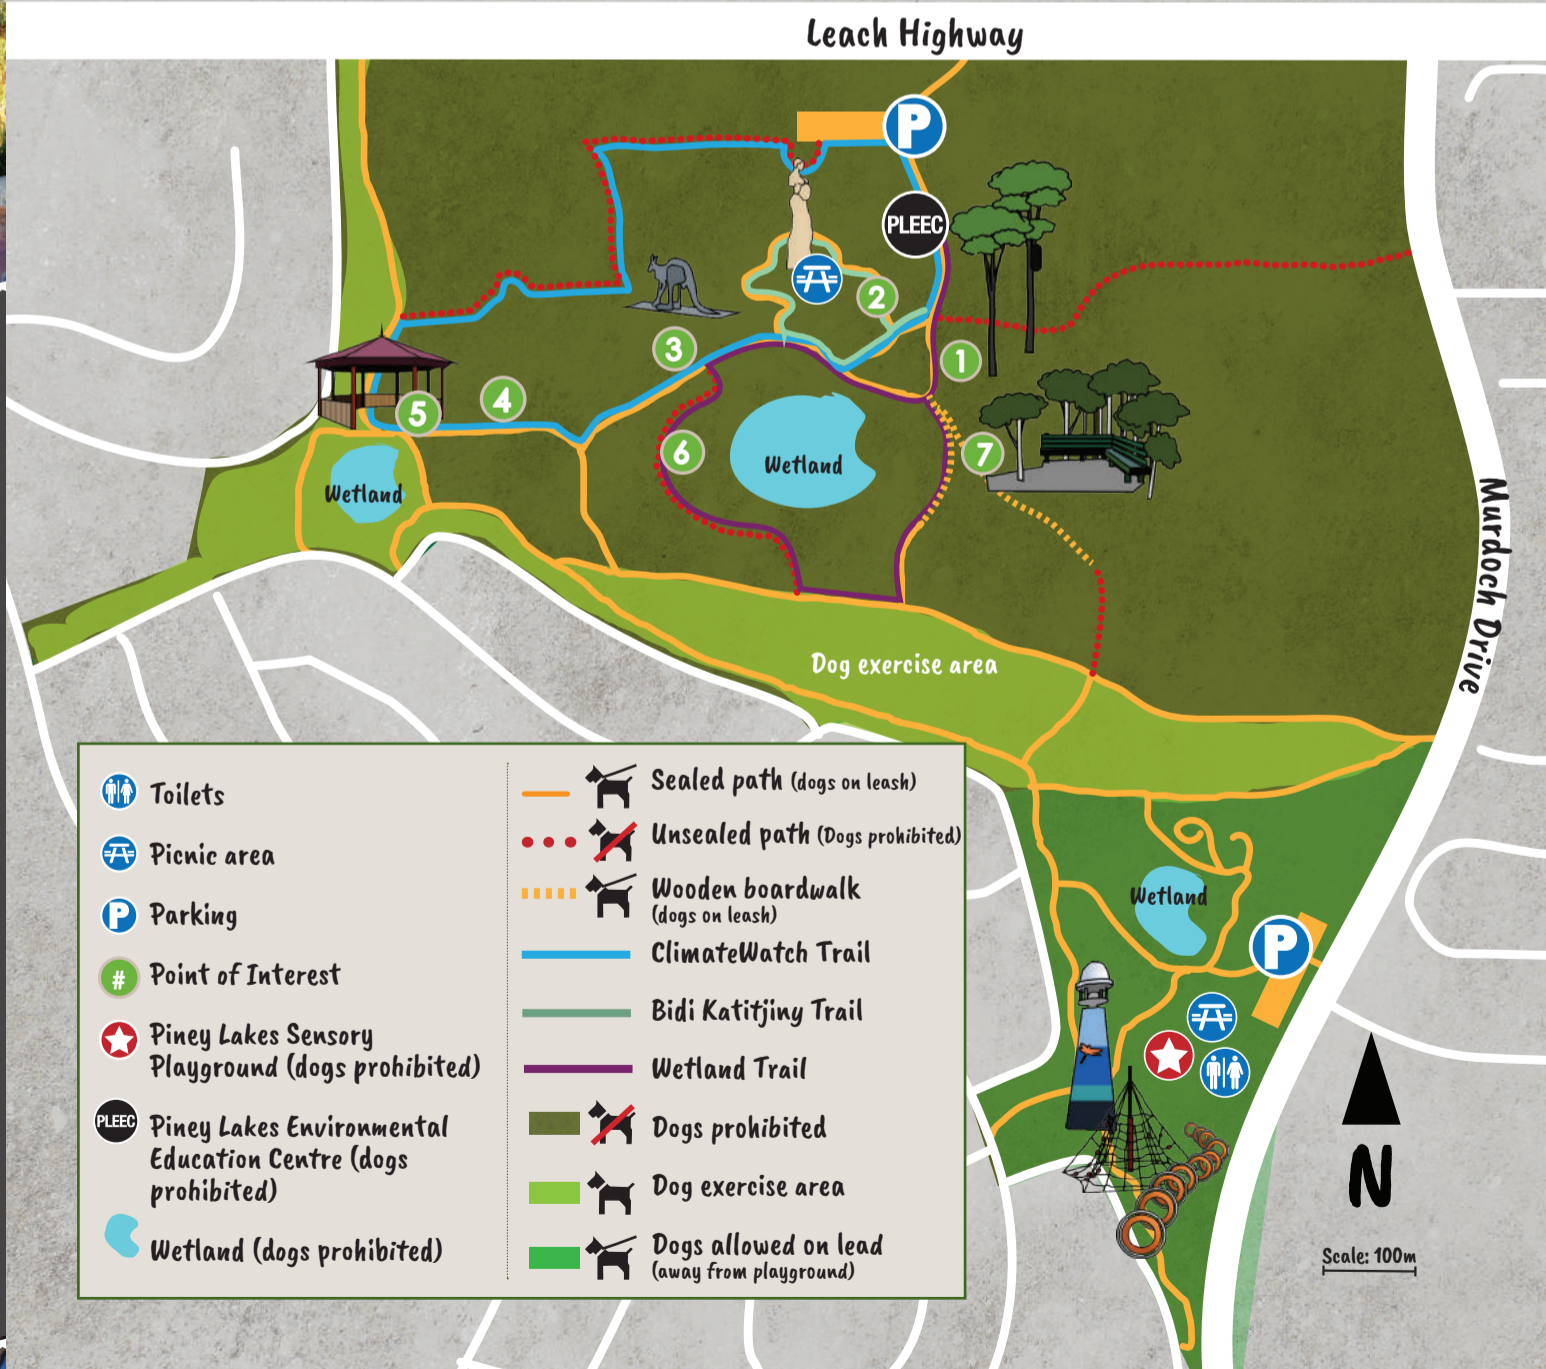 Leach Highway
P
PLEEC
2
3
1
4
5
6
7
Wetland
Wetland
Murdoch Drive
Dog exercise area
Wetland
P
N
Scale: 100m
Toilets
Picnic area
P Parking
# Point of Interest
Piney Lakes Sensory
Playground (dogs prohibited)
PLEEC Piney Lakes Environmental
Education Centre (dogs
prohibited)
Wetland (dogs prohibited)
Sealed path (dogs on leash)
Unsealed path (Dogs prohibited)
Wooden boardwalk
(dogs on leash)
ClimateWatch Trail
Bidi Katitjiny Trail
Wetland Trail
Dogs prohibited
Dog exercise area
Dogs allowed on lead
(away from playground)